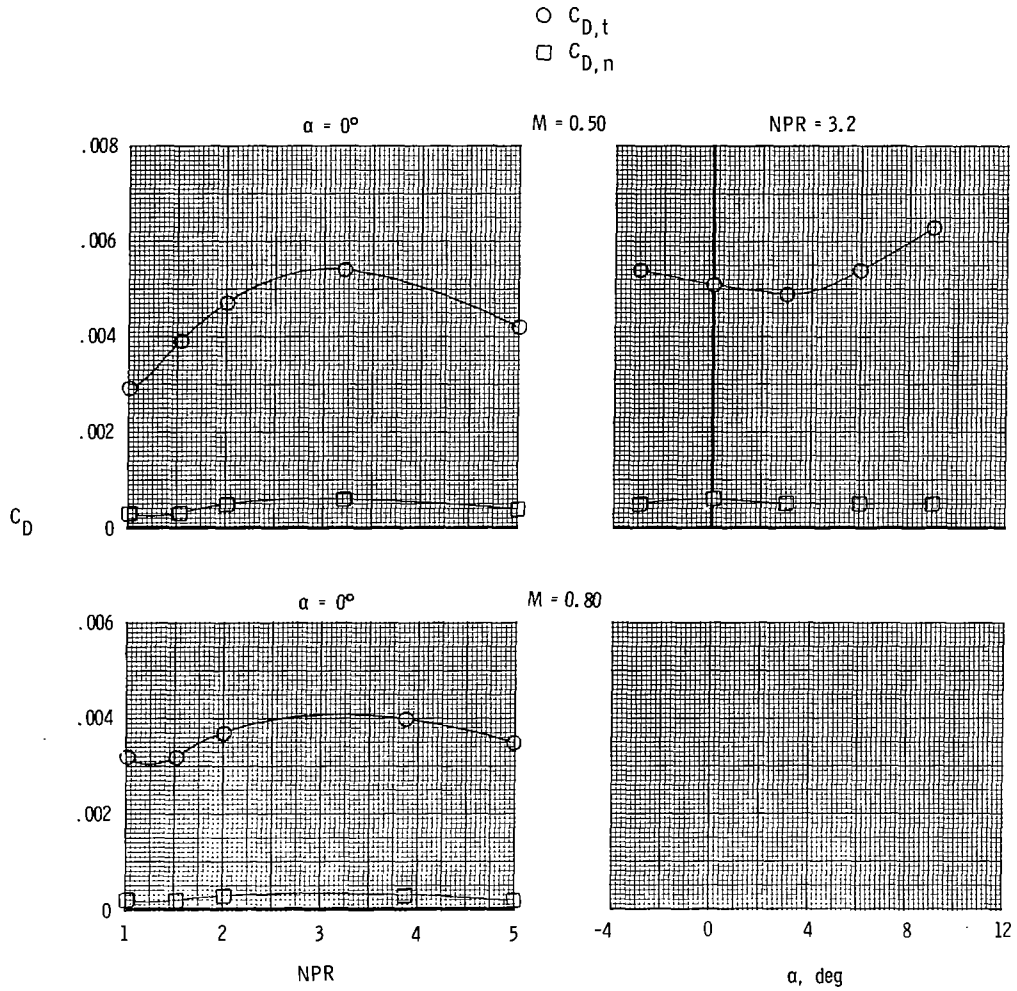 ○ C_D,t
□ C_D,n
α = 0° M = 0.50 NPR = 3.2
.008
.006
.004
.002
C_D 0
α = 0° M = 0.80
.006
.004
.002
0
1 2 3 4 5
NPR
-4 0 4 8 12
α, deg